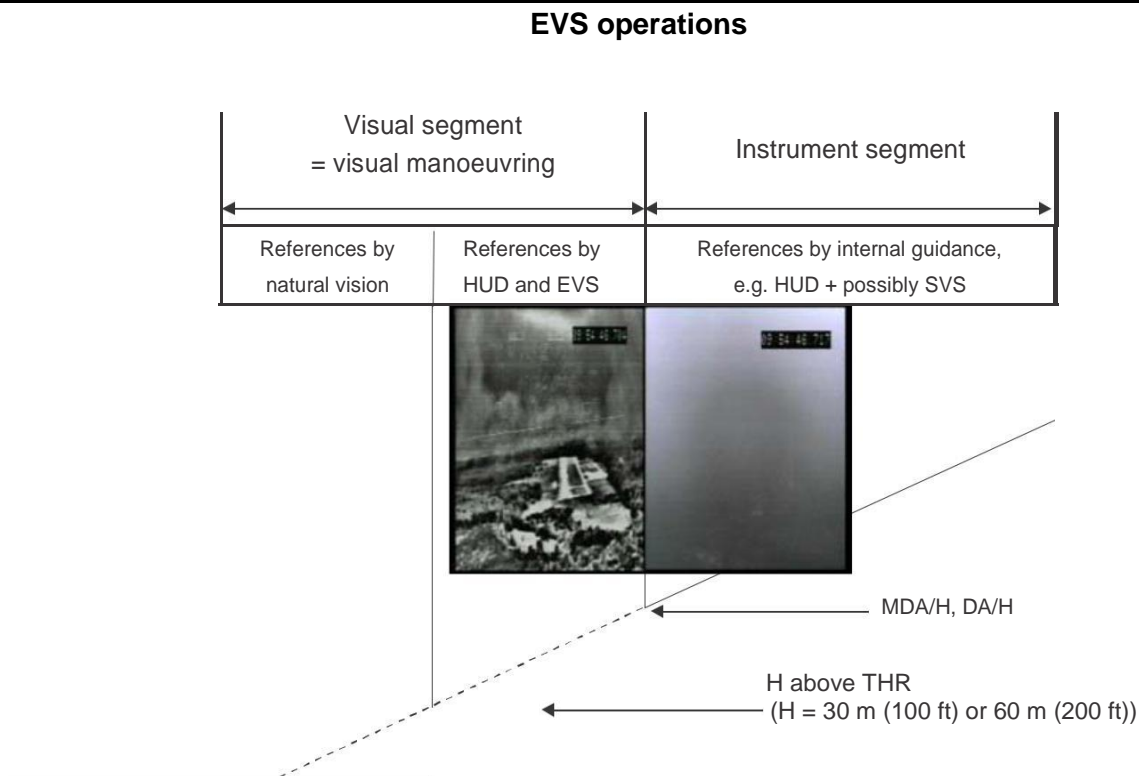 EVS operations
Visual segment
= visual manoeuvring
Instrument segment
References by
natural vision
References by
HUD and EVS
References by internal guidance,
e.g. HUD + possibly SVS
MDA/H, DA/H
H above THR
(H = 30 m (100 ft) or 60 m (200 ft))